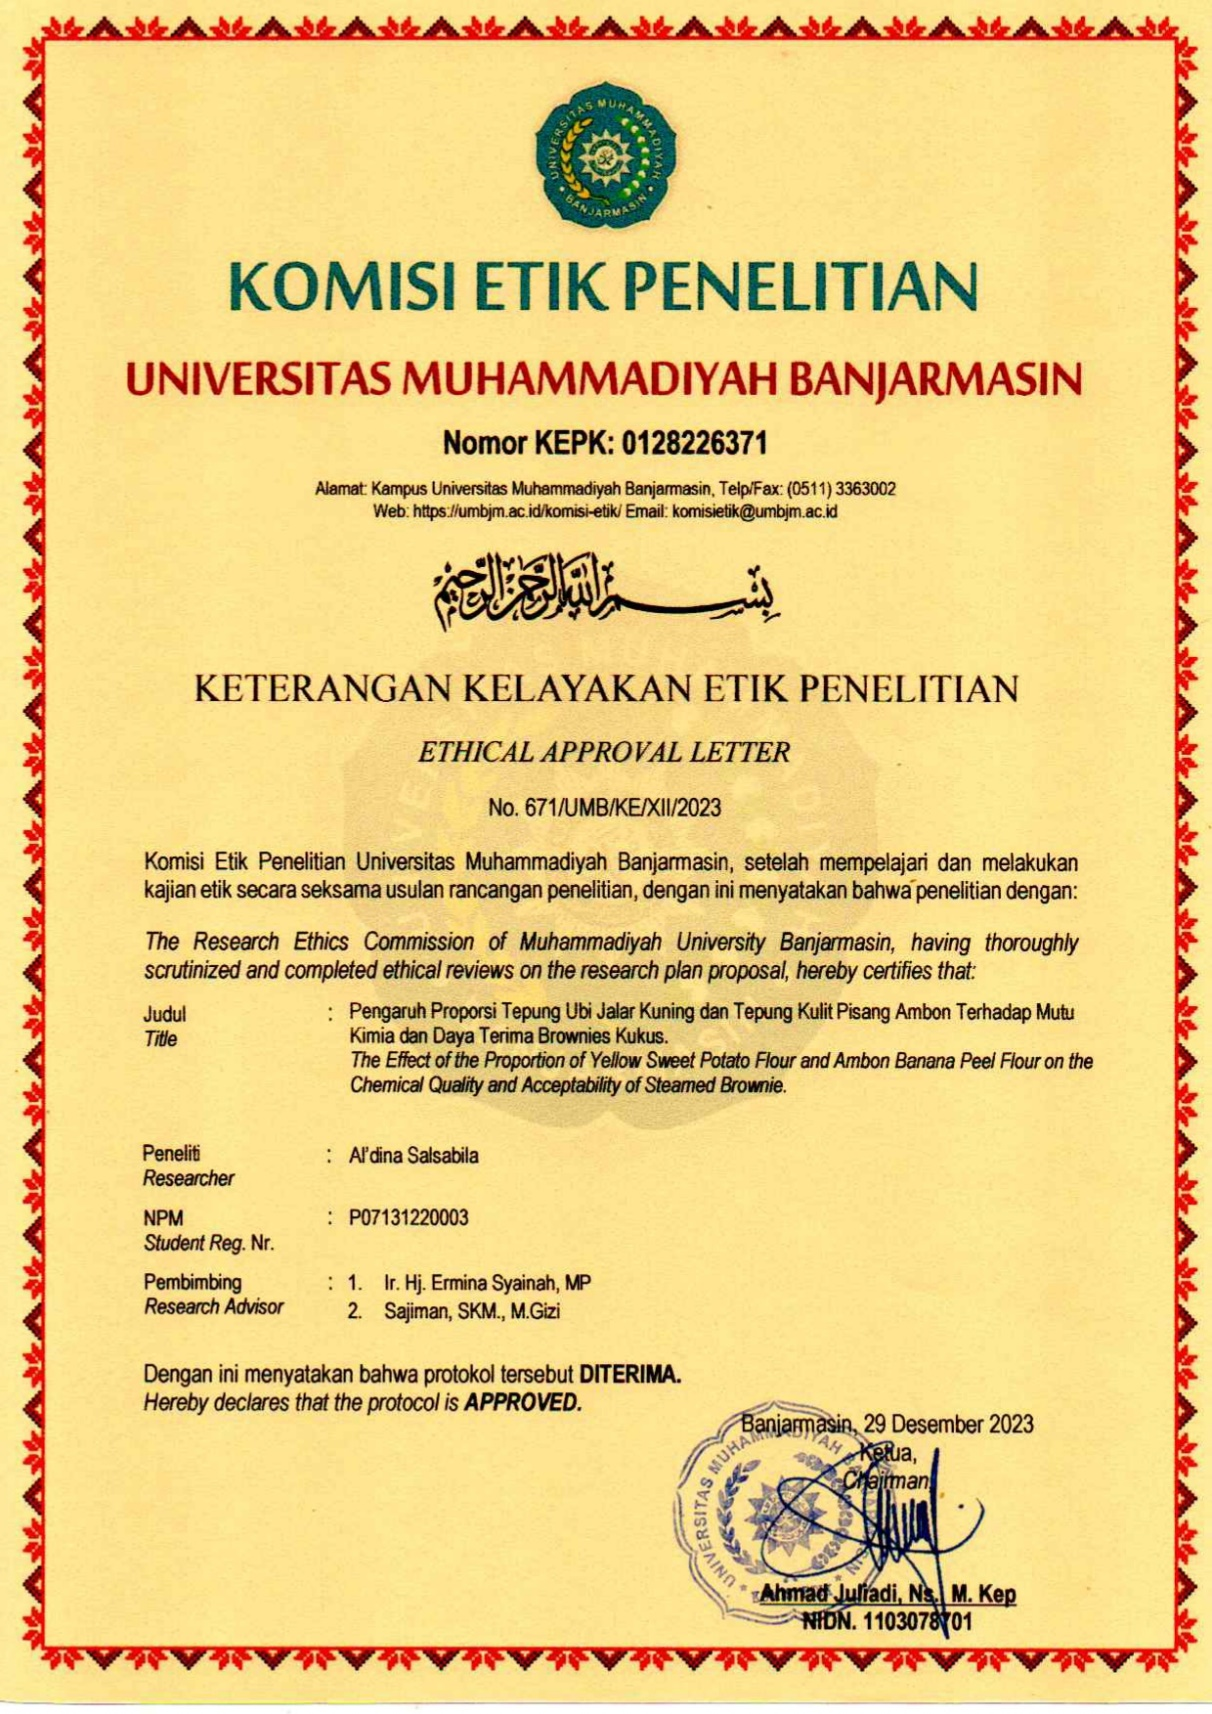 UNIVERSITAS MUHAMMADIYAH
BANJARMASIN
KOMISI ETIK PENELITIAN
UNIVERSITAS MUHAMMADIYAH BANJARMASIN
Nomor KEPK: 0128226371
Alamat: Kampus Universitas Muhammadiyah Banjarmasin, Telp/Fax: (0511) 3363002
Web: https://umbjm.ac.id/komisi-etik/ Email: komisietik@umbjm.ac.id
بسم الله الرحمن الرحيم
KETERANGAN KELAYAKAN ETIK PENELITIAN
ETHICAL APPROVAL LETTER
No. 671/UMB/KE/XII/2023
Komisi Etik Penelitian Universitas Muhammadiyah Banjarmasin, setelah mempelajari dan melakukan
kajian etik secara seksama usulan rancangan penelitian, dengan ini menyatakan bahwa penelitian dengan:
The Research Ethics Commission of Muhammadiyah University Banjarmasin, having thoroughly
scrutinized and completed ethical reviews on the research plan proposal, hereby certifies that:
Judul : Pengaruh Proporsi Tepung Ubi Jalar Kuning dan Tepung Kulit Pisang Ambon Terhadap Mutu
Title Kimia dan Daya Terima Brownies Kukus.
The Effect of the Proportion of Yellow Sweet Potato Flour and Ambon Banana Peel Flour on the
Chemical Quality and Acceptability of Steamed Brownie.
Peneliti : Al'dina Salsabila
Researcher
NPM : P07131220003
Student Reg. Nr.
Pembimbing : 1. Ir. Hj. Ermina Syainah, MP
Research Advisor 2. Sajiman, SKM., M.Gizi
Dengan ini menyatakan bahwa protokol tersebut DITERIMA.
Hereby declares that the protocol is APPROVED.
Banjarmasin, 29 Desember 2023
Ketua,
Chairman,
UNIVERSITAS MUHAMMADIYAH
Ahmad Juliadi, Ns., M. Kep
NIDN. 1103078701